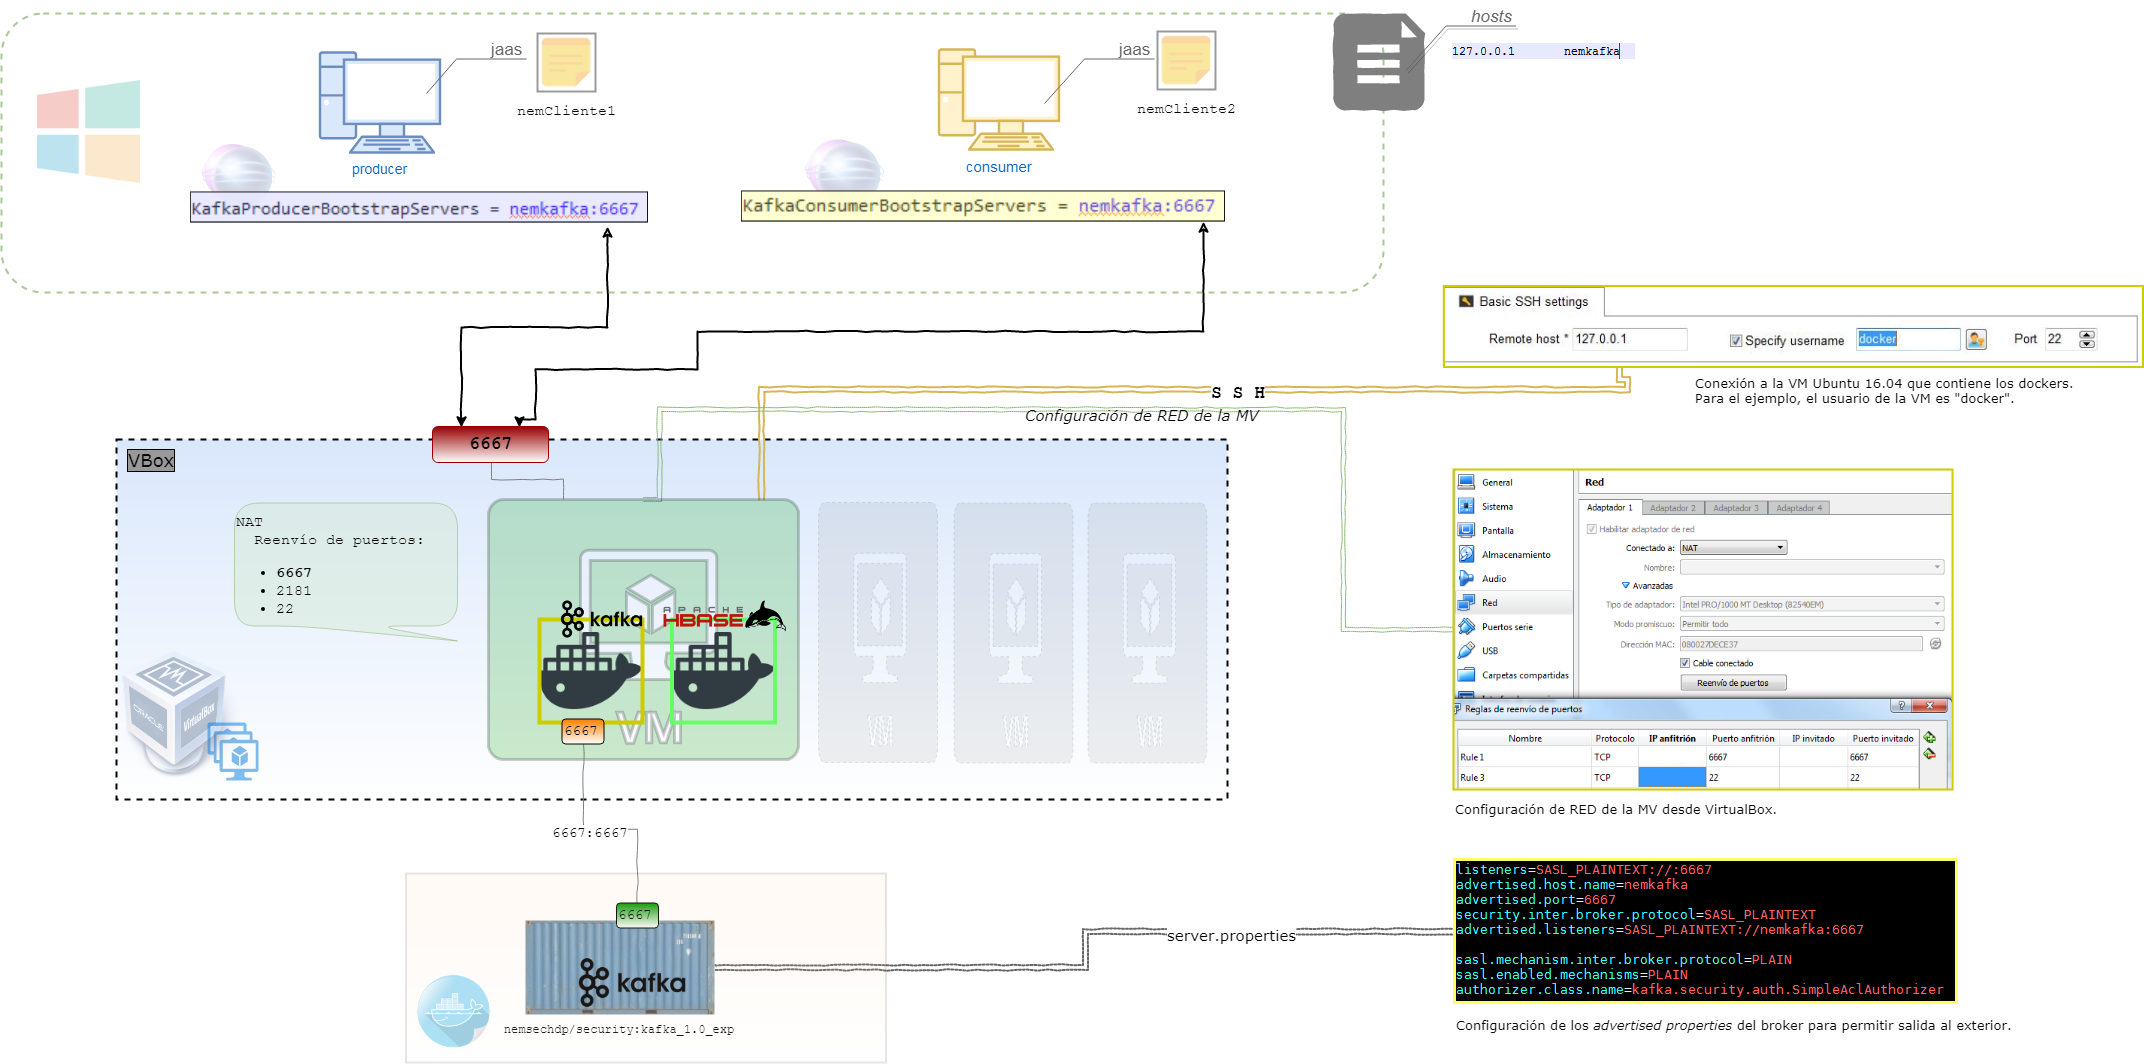 hosts
127.0.0.1 nemkafka
jaas
nemCliente1
producer
KafkaProducerBootstrapServers = nemkafka:6667
jaas
nemCliente2
consumer
KafkaConsumerBootstrapServers = nemkafka:6667
Basic SSH settings
Remote host * 127.0.0.1 Specify username docker Port 22
Conexión a la VM Ubuntu 16.04 que contiene los dockers.
Para el ejemplo, el usuario de la VM es "docker".
S S H
Configuración de RED de la MV
6667
VBox
NAT
Reenvío de puertos:
• 6667
• 2181
• 22
kafka
APACHE
HBASE
VM
6667
VM
VM
VM
ORACLE
VirtualBox
General
Sistema
Pantalla
Almacenamiento
Audio
Red
Puertos serie
USB
Carpetas compartidas
Red
Adaptador 1 Adaptador 2 Adaptador 3 Adaptador 4
Habilitar adaptador de red
Conectado a: NAT
Nombre:
Avanzadas
Tipo de adaptador: Intel PRO/1000 MT Desktop (82540EM)
Modo promiscuo: Permitir todo
Dirección MAC: 080027DECE37
Cable conectado
Reenvío de puertos
Reglas de reenvío de puertos
Nombre Protocolo IP anfitrión Puerto anfitrión IP invitado Puerto invitado
Rule 1 TCP 6667 6667
Rule 3 TCP 22 22
Configuración de RED de la MV desde VirtualBox.
6667:6667
6667
kafka
nemsechdp/security:kafka_1.0_exp
server.properties
listeners=SASL_PLAINTEXT://:6667
advertised.host.name=nemkafka
advertised.port=6667
security.inter.broker.protocol=SASL_PLAINTEXT
advertised.listeners=SASL_PLAINTEXT://nemkafka:6667
sasl.mechanism.inter.broker.protocol=PLAIN
sasl.enabled.mechanisms=PLAIN
authorizer.class.name=kafka.security.auth.SimpleAclAuthorizer
Configuración de los advertised properties del broker para permitir salida al exterior.